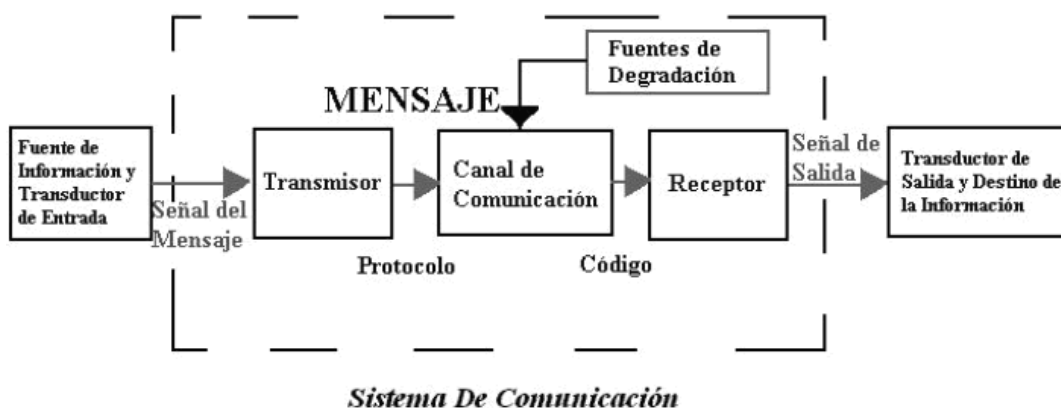 Fuentes de
Degradación
MENSAJE
Fuente de
Información y
Transductor
de Entrada
Señal del
Mensaje
Transmisor
Canal de
Comunicación
Receptor
Señal de
Salida
Transductor de
Salida y Destino de
la Información
Protocolo
Código
Sistema De Comunicación